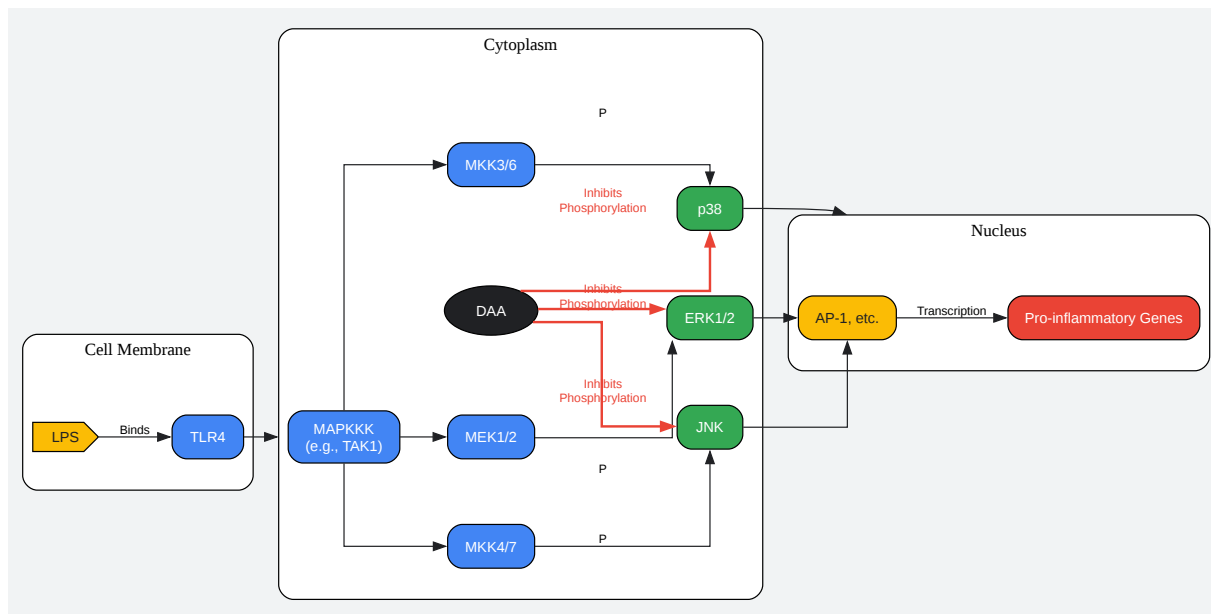 Cytoplasm
P
MKK3/6
Inhibits
Phosphorylation
p38
Nucleus
DAA
Inhibits
Phosphorylation
ERK1/2
AP-1, etc.
Transcription
Pro-inflammatory Genes
Cell Membrane
LPS
Binds
TLR4
MAPKKK
(e.g., TAK1)
MEK1/2
Inhibits
Phosphorylation
JNK
P
MKK4/7
P